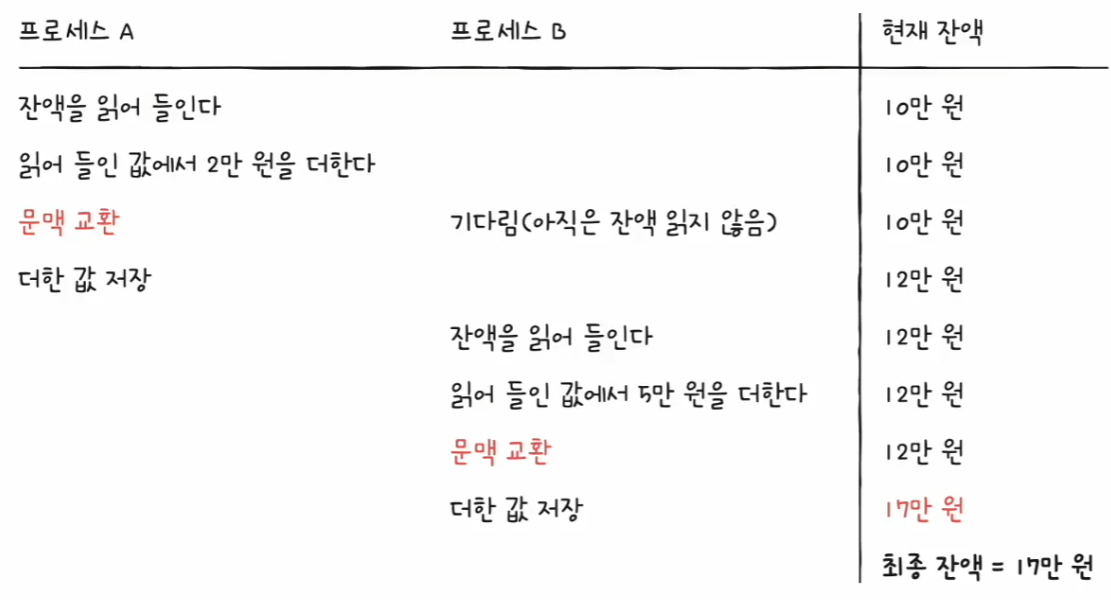 프로세스 A 프로세스 B 현재 잔액
잔액을 읽어 들인다 10만 원
읽어 들인 값에서 2만 원을 더한다 10만 원
문맥 교환 기다림(아직은 잔액 읽지 않음) 10만 원
더한 값 저장 12만 원
잔액을 읽어 들인다 12만 원
읽어 들인 값에서 5만 원을 더한다 12만 원
문맥 교환 12만 원
더한 값 저장 17만 원
최종 잔액 = 17만 원